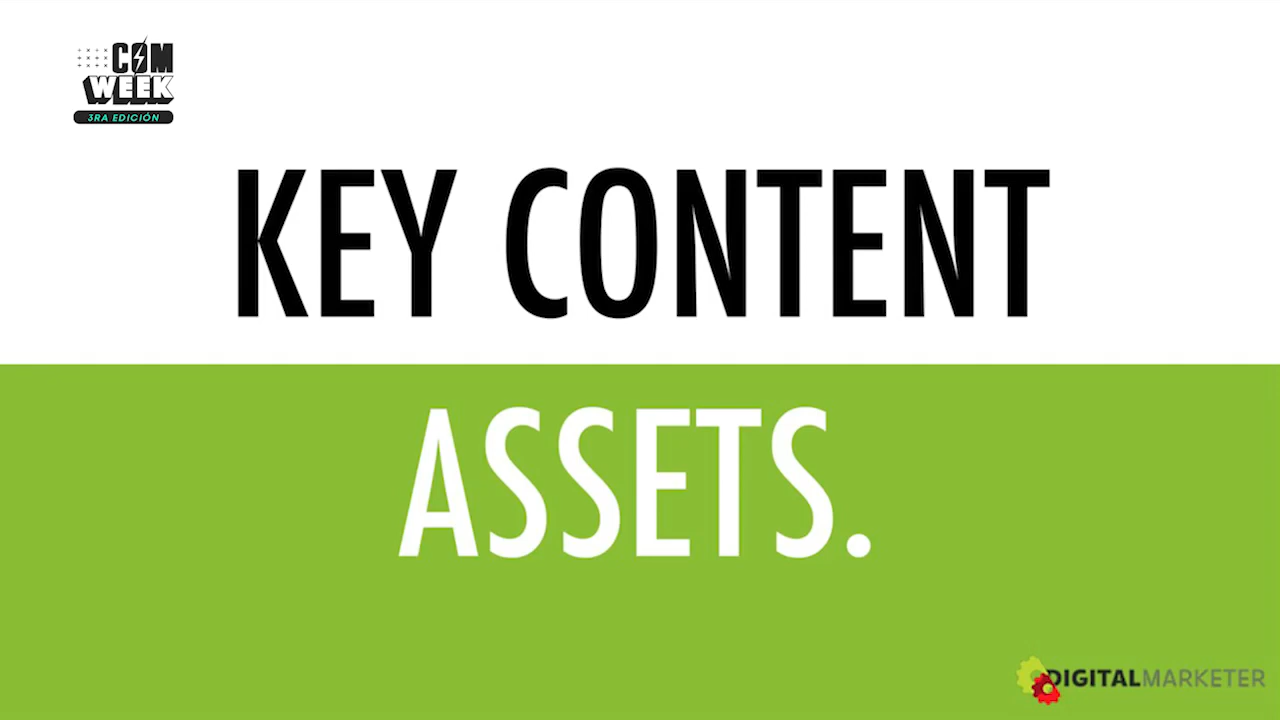 COM
WEEK
3RA EDICIÓN
KEY CONTENT
ASSETS.
DIGITALMARKETER